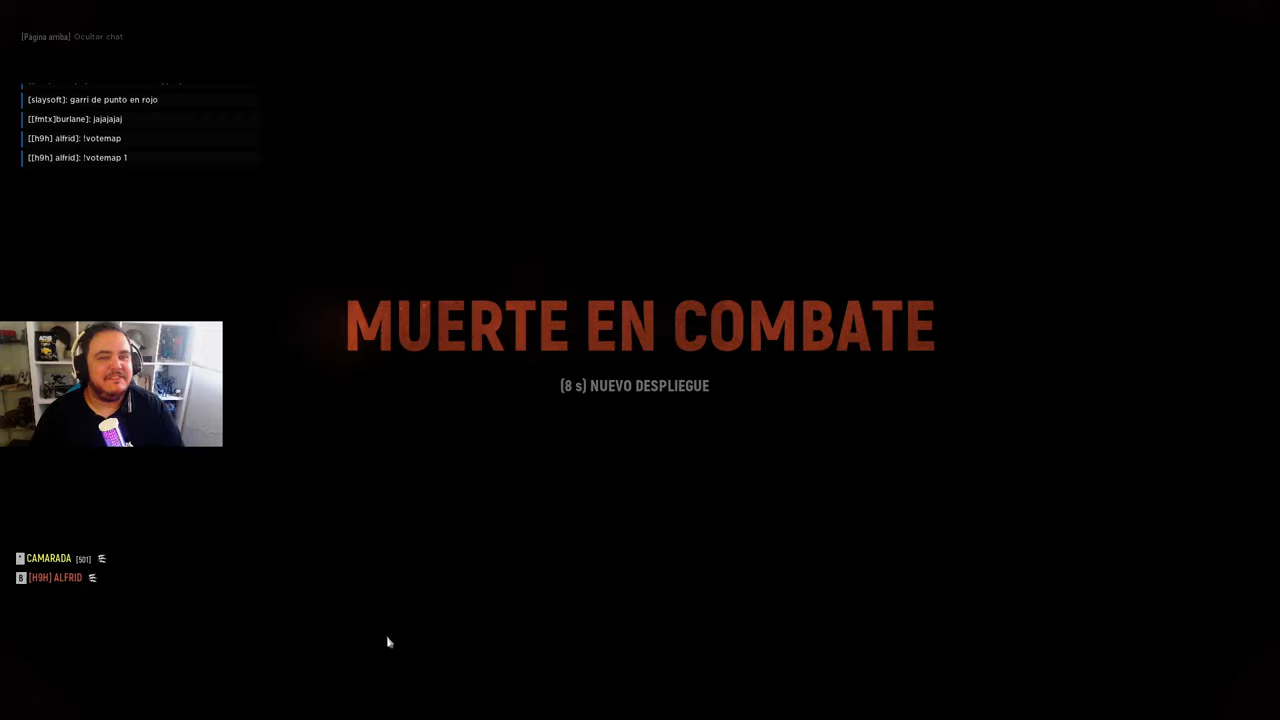 [Página arriba] Ocultar chat
[slaysoft]: garri de punto en rojo
[[fmtx]burlane]: jajajajaj
[[h9h] alfrid]: !votemap
[[h9h] alfrid]: !votemap 1
MUERTE EN COMBATE
(8 s) NUEVO DESPLIEGUE
* CAMARADA [501]
B [H9H] ALFRID